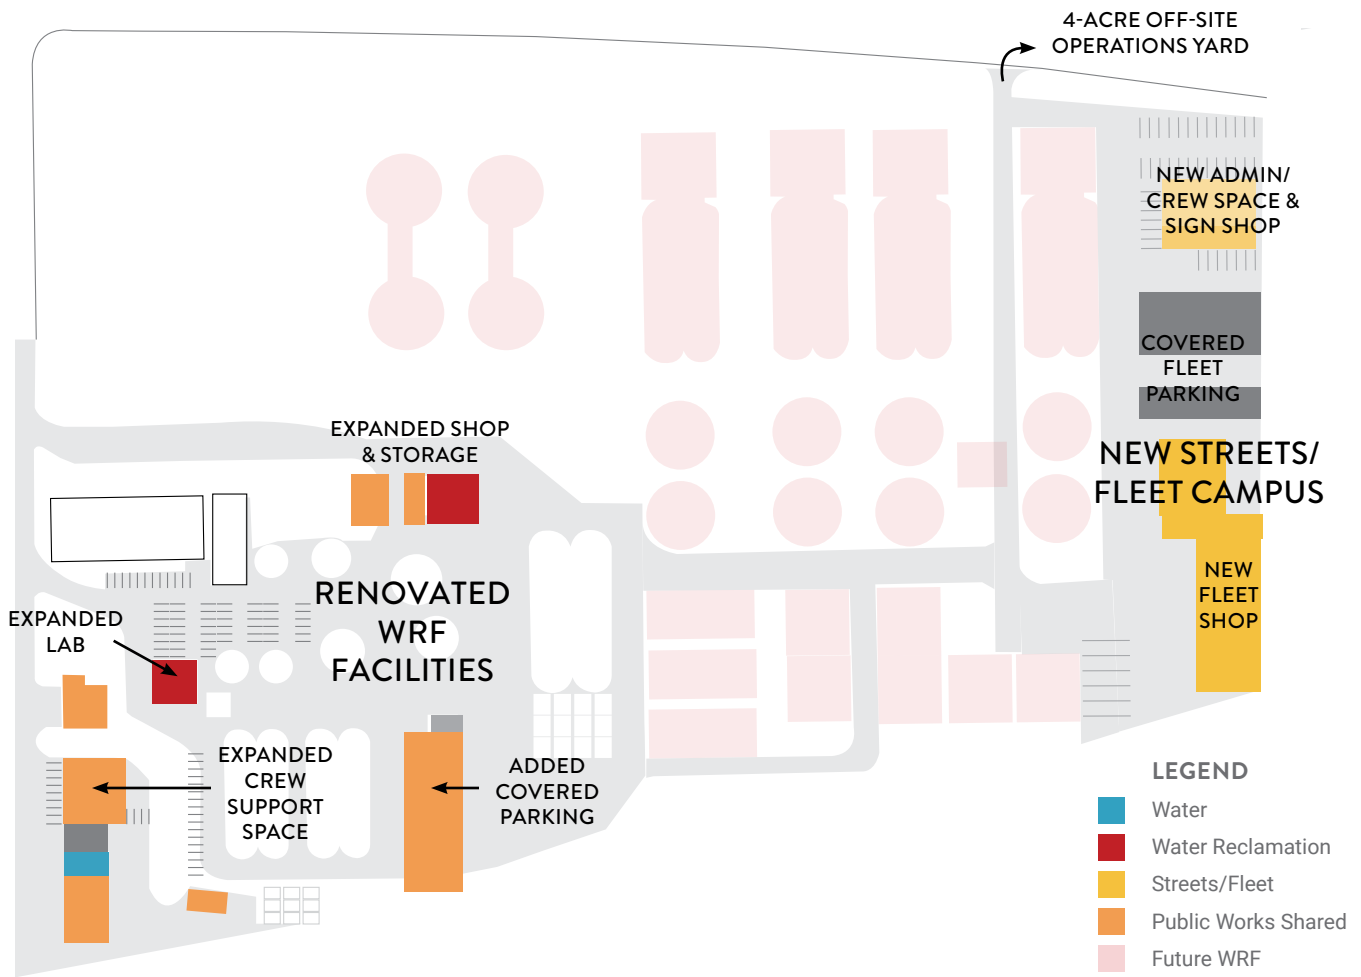 4-ACRE OFF-SITE
OPERATIONS YARD
NEW ADMIN/
CREW SPACE &
SIGN SHOP
COVERED
FLEET
PARKING
EXPANDED SHOP
& STORAGE
NEW STREETS/
FLEET CAMPUS
NEW
FLEET
SHOP
RENOVATED
WRF
FACILITIES
EXPANDED
LAB
EXPANDED
CREW
SUPPORT
SPACE
ADDED
COVERED
PARKING
LEGEND
Water
Water Reclamation
Streets/Fleet
Public Works Shared
Future WRF